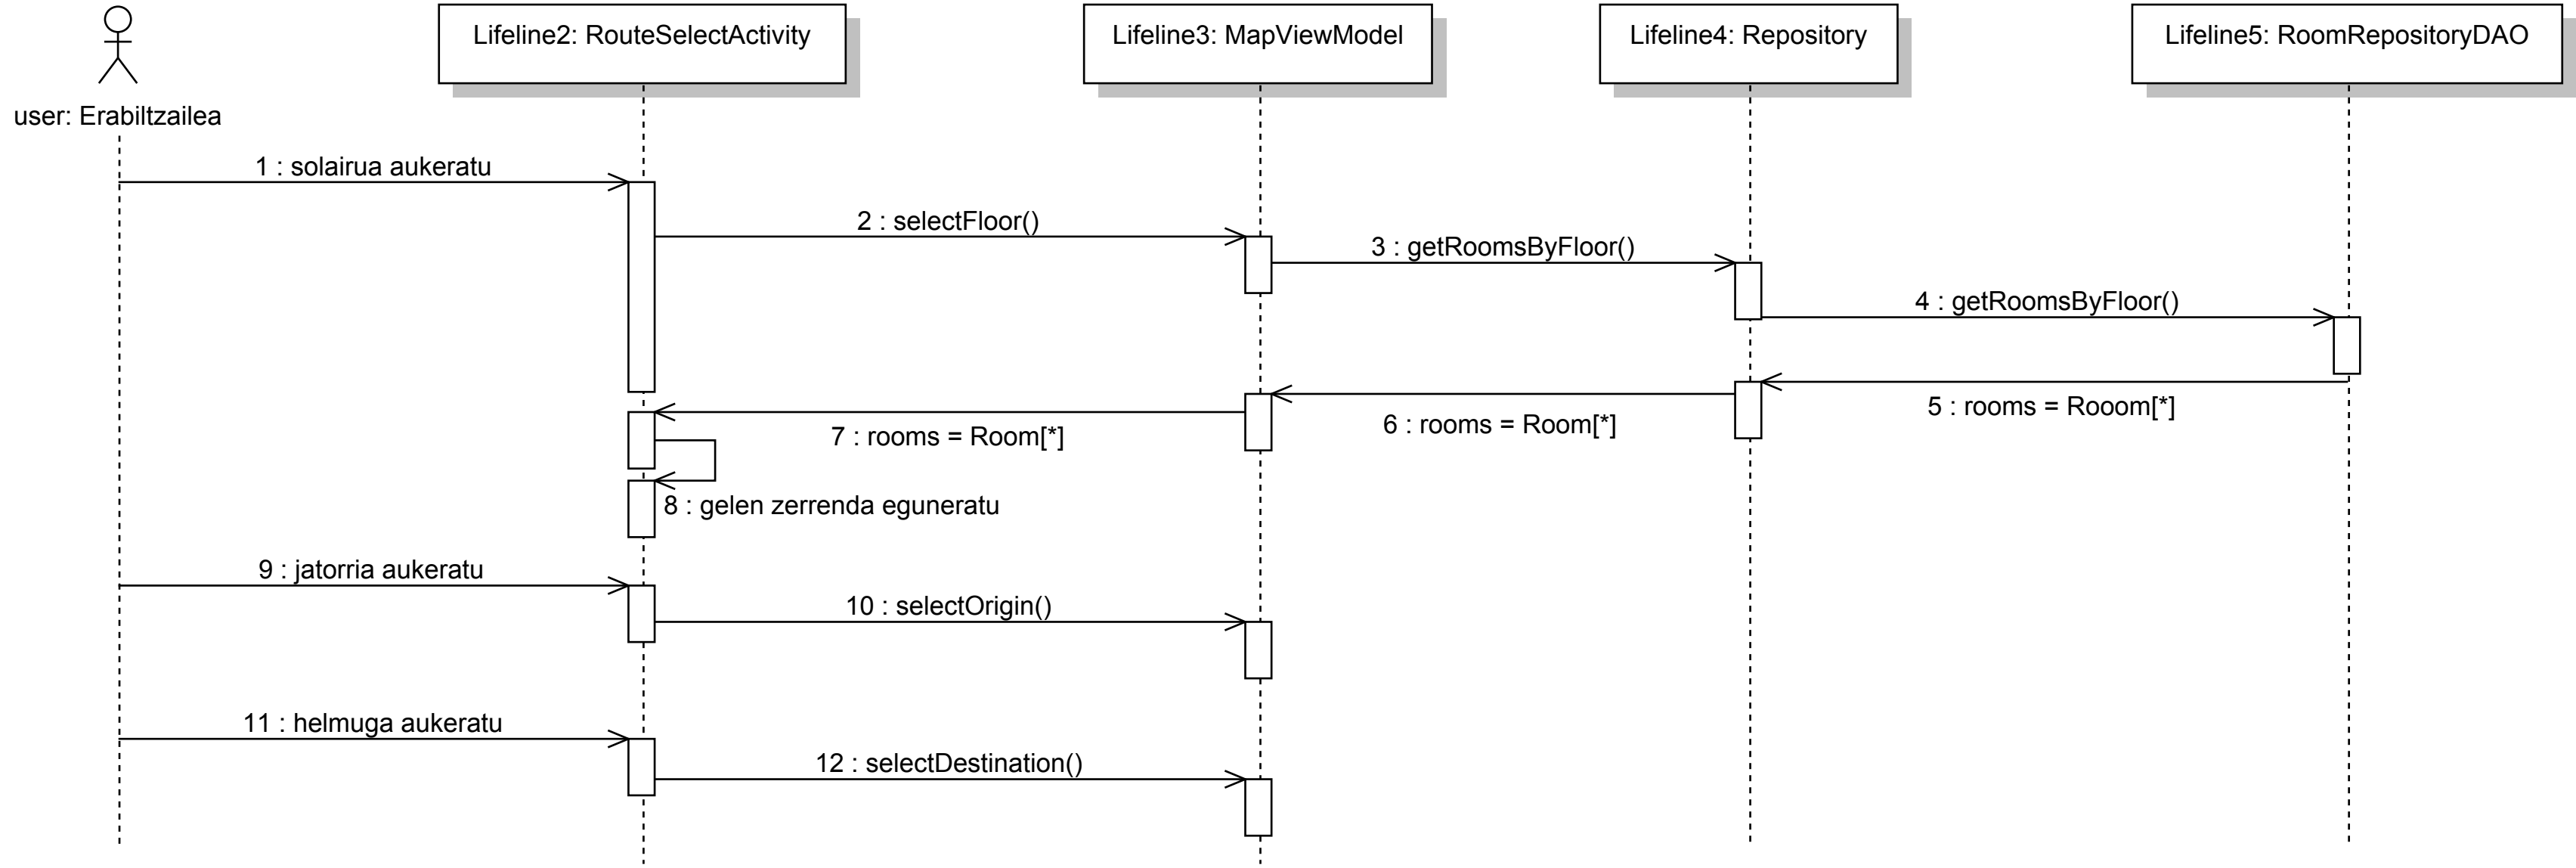 Lifeline2: RouteSelectActivity
Lifeline3: MapViewModel
Lifeline4: Repository
Lifeline5: RoomRepositoryDAO
user: Erabiltzailea
1 : solairua aukeratu
2 : selectFloor()
3 : getRoomsByFloor()
4 : getRoomsByFloor()
5 : rooms = Rooom[*]
6 : rooms = Room[*]
7 : rooms = Room[*]
8 : gelen zerrenda eguneratu
9 : jatorria aukeratu
10 : selectOrigin()
11 : helmuga aukeratu
12 : selectDestination()